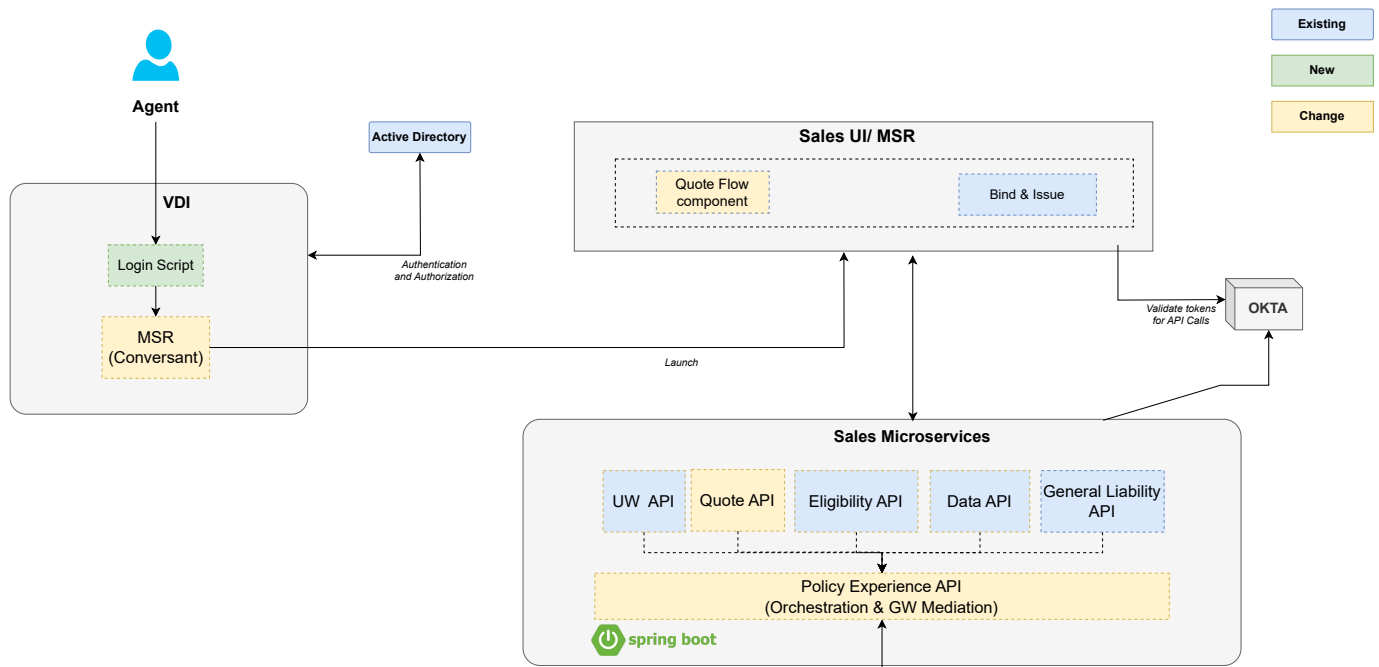 Existing
New
Change
Agent
Active Directory
VDI
Login Script
MSR
(Conversant)
Authentication
and Authorization
Launch
Sales UI/ MSR
Quote Flow
component
Bind & Issue
Validate tokens
for API Calls
OKTA
Sales Microservices
UW API
Quote API
Eligibility API
Data API
General Liability
API
Policy Experience API
(Orchestration & GW Mediation)
spring boot